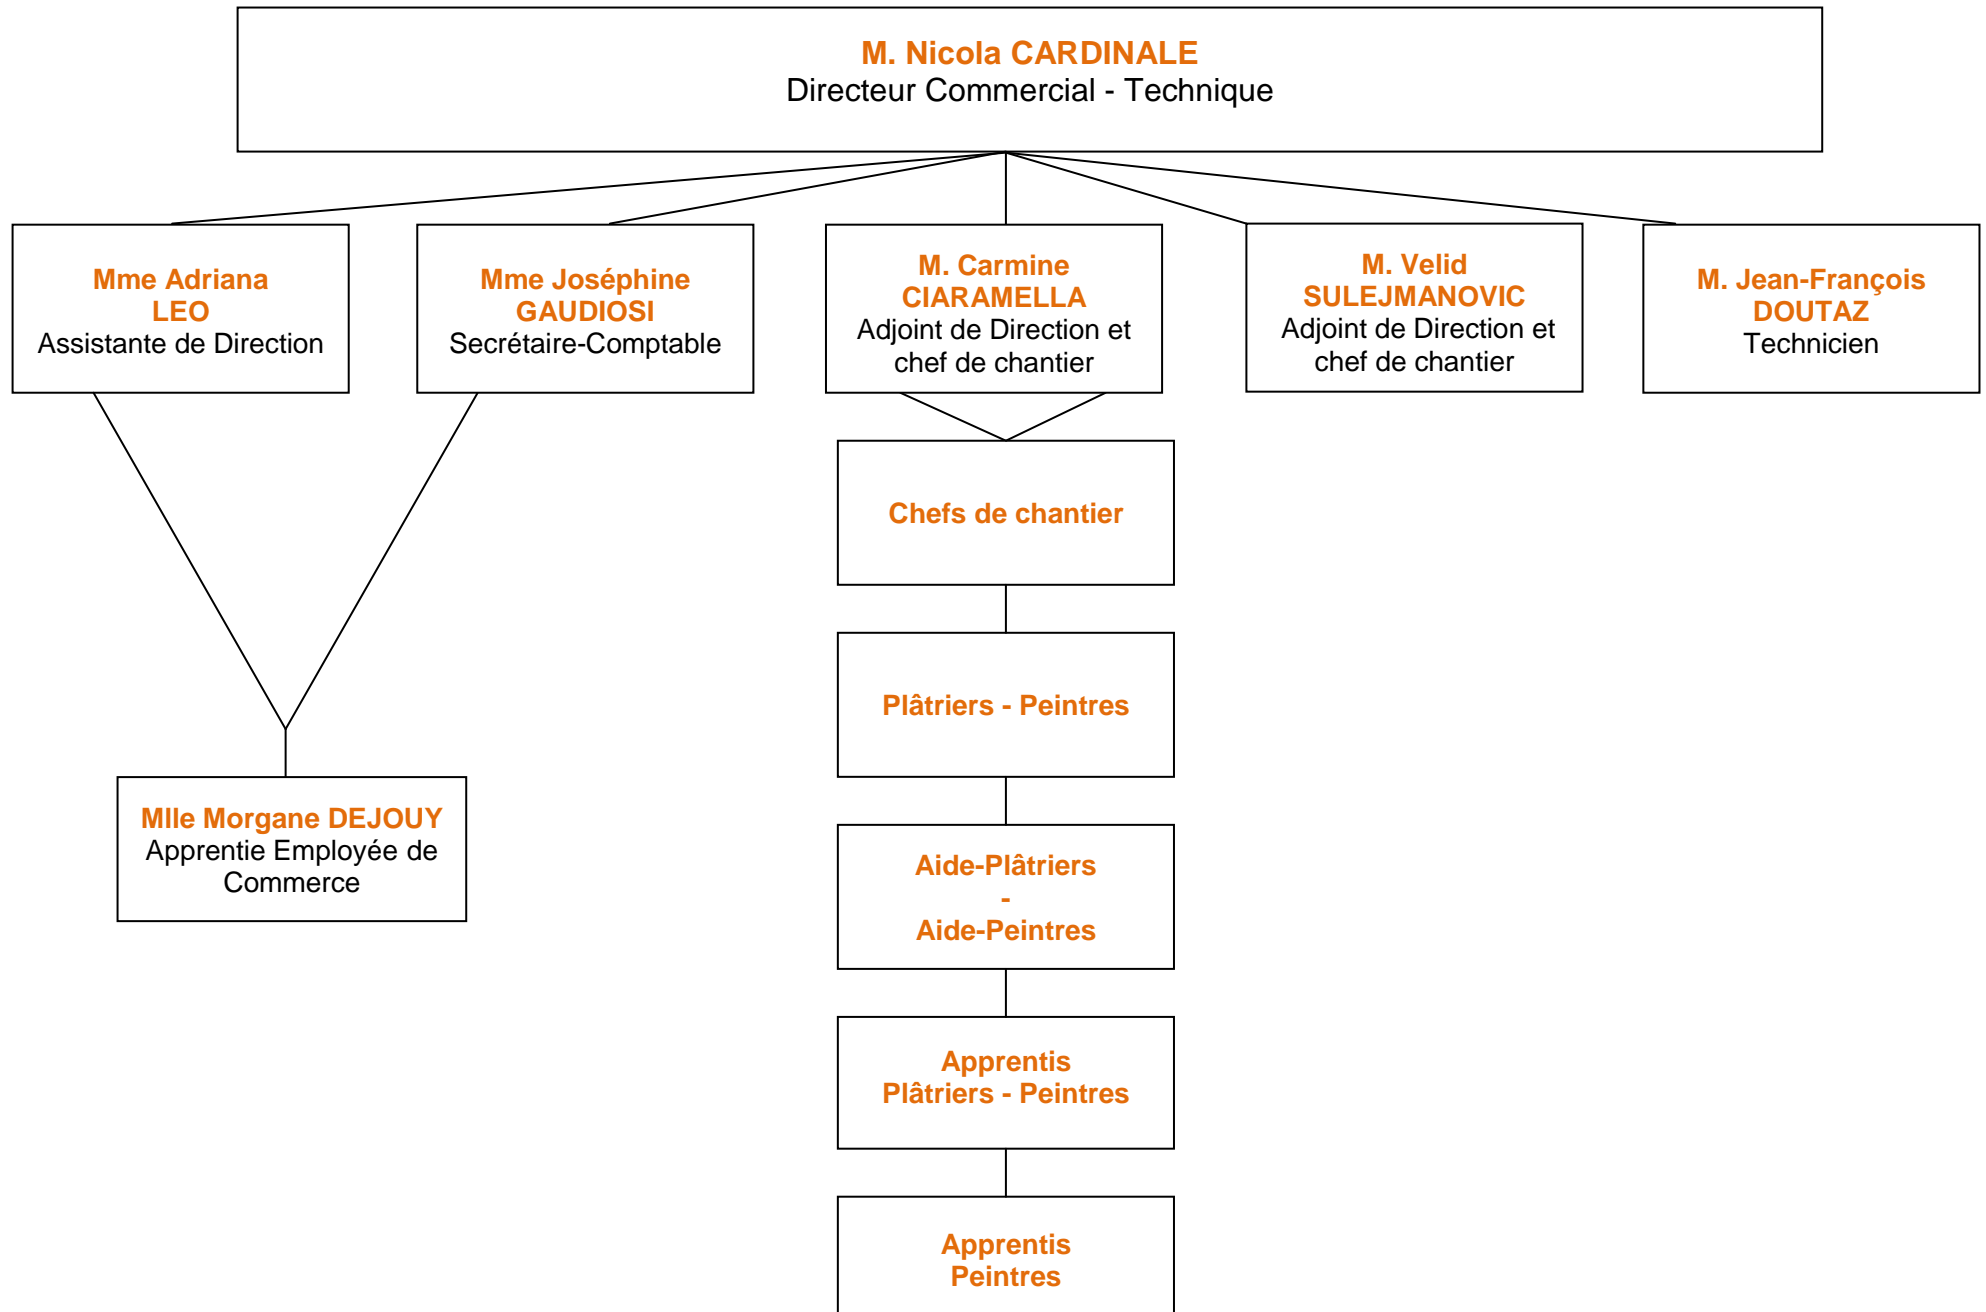 M. Nicola CARDINALE
Directeur Commercial - Technique
Mme Adriana
LEO
Assistante de Direction
Mme Joséphine
GAUDIOSI
Secrétaire-Comptable
M. Carmine
CIARAMELLA
Adjoint de Direction et
chef de chantier
M. Velid
SULEJMANOVIC
Adjoint de Direction et
chef de chantier
M. Jean-François
DOUTAZ
Technicien
Chefs de chantier
Plâtriers - Peintres
Mlle Morgane DEJOUY
Apprentie Employée de
Commerce
Aide-Plâtriers
-
Aide-Peintres
Apprentis
Plâtriers - Peintres
Apprentis
Peintres